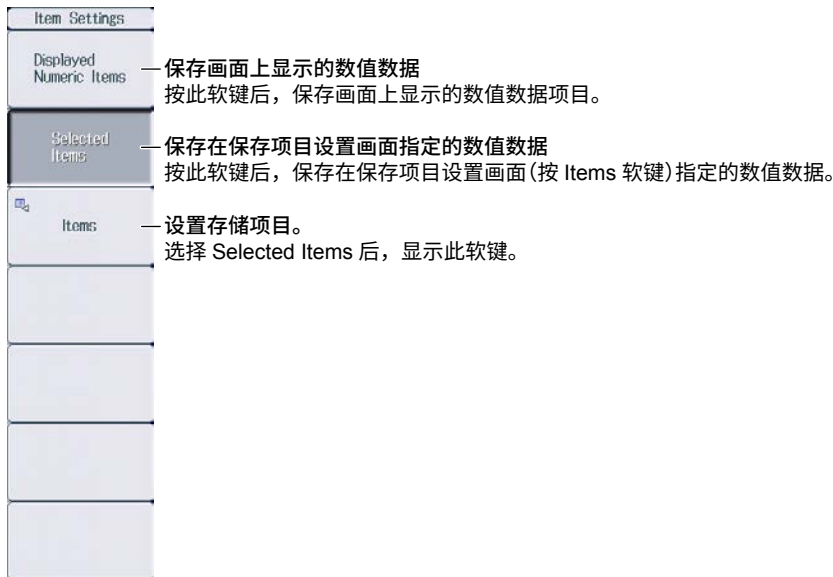 Item Settings
Displayed
Numeric Items
保存画面上显示的数值数据
按此软键后，保存画面上显示的数值数据项目。
Selected
Items
保存在保存项目设置画面指定的数值数据
按此软键后，保存在保存项目设置画面（按 Items 软键）指定的数值数据。
Items
设置存储项目。
选择 Selected Items 后，显示此软键。